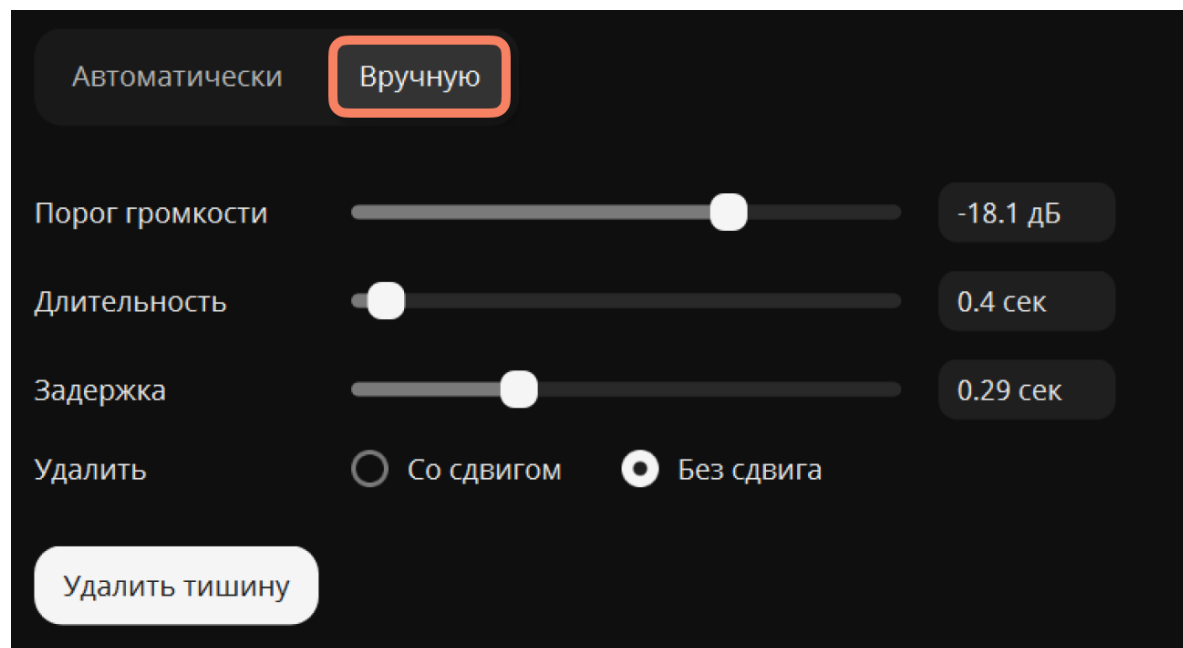 Автоматически Вручную
Порог громкости -18.1 дБ
Длительность 0.4 сек
Задержка 0.29 сек
Удалить Со сдвигом Без сдвига
Удалить тишину